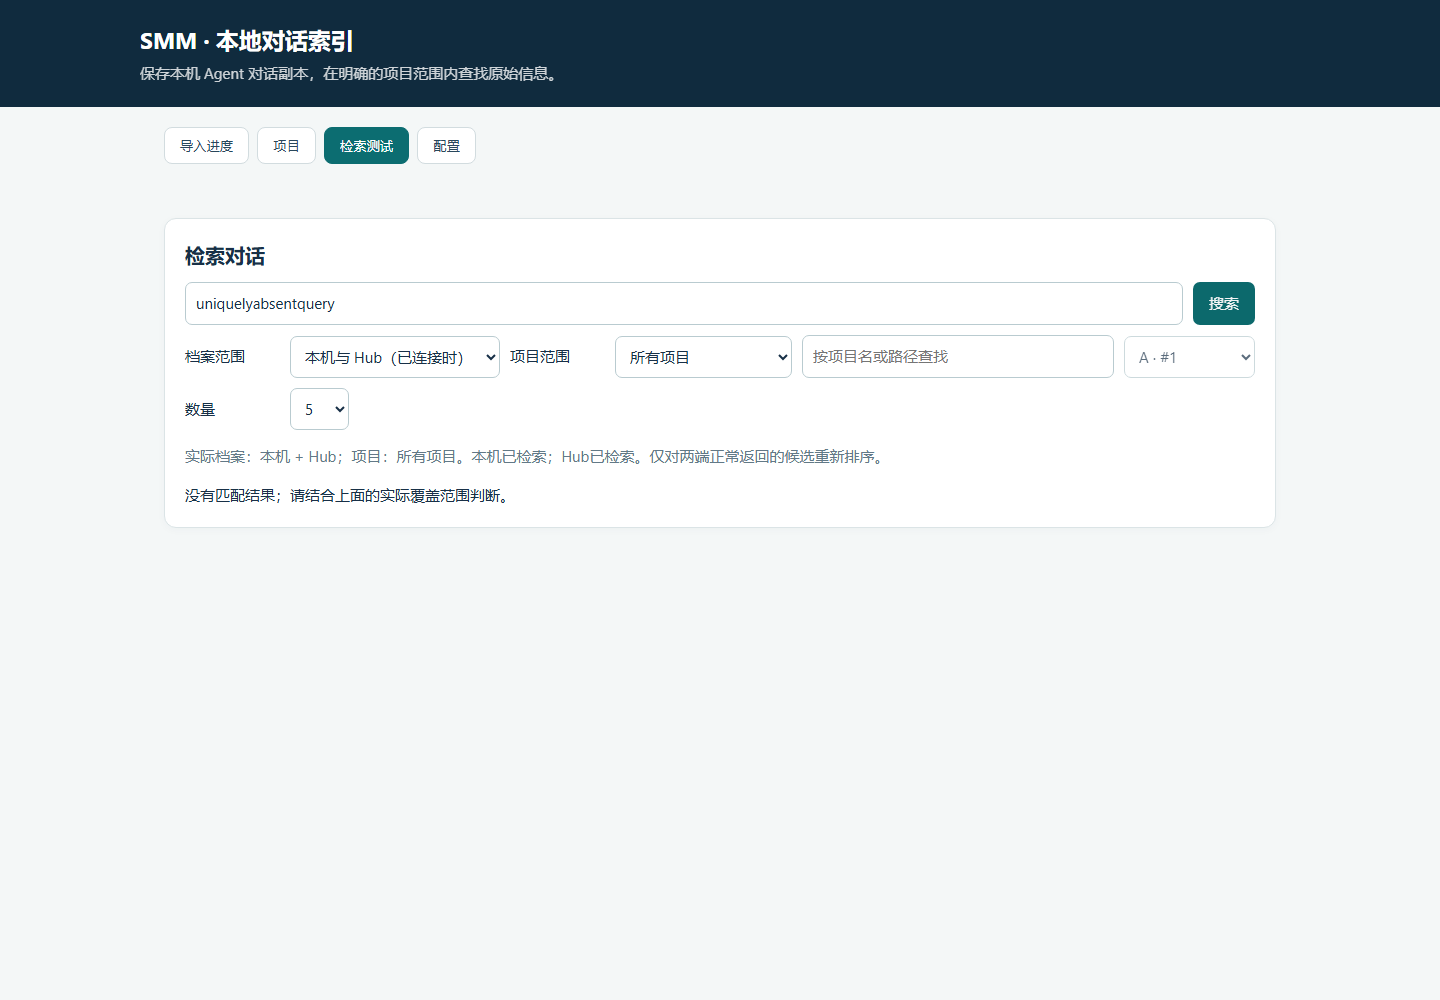 SMM · 本地对话索引
保存本机 Agent 对话副本，在明确的项目范围内查找原始信息。
导入进度 项目 检索测试 配置
检索对话
uniquelyabsentquery 搜索
档案范围 本机与 Hub（已连接时） 项目范围 所有项目 按项目名或路径查找 A · #1
数量 5
实际档案：本机 + Hub；项目：所有项目。本机已检索；Hub已检索。仅对两端正常返回的候选重新排序。
没有匹配结果；请结合上面的实际覆盖范围判断。